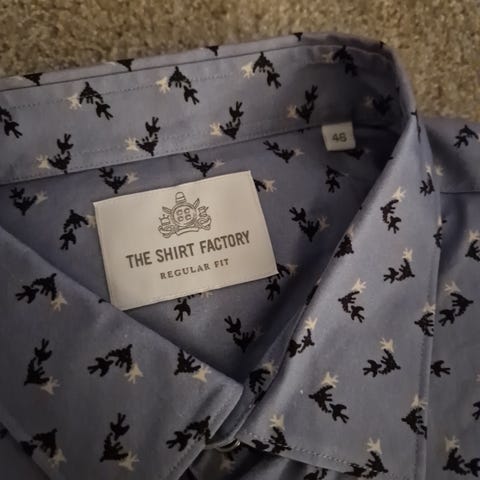 46
THE SHIRT FACTORY
REGULAR FIT